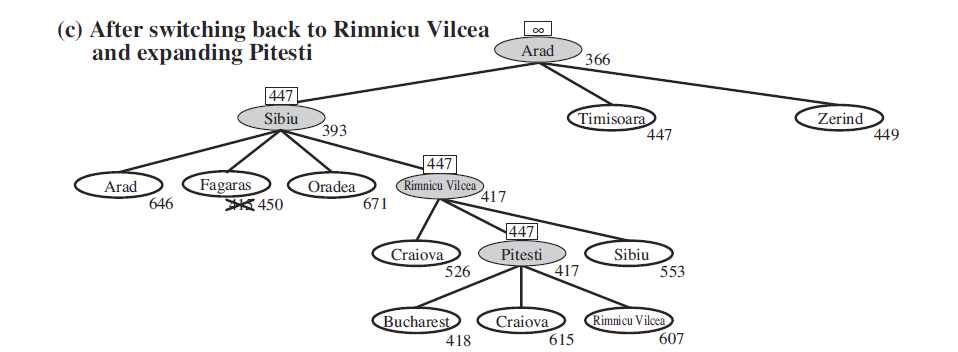 (c) After switching back to Rimnicu Vilcea
and expanding Pitesti
∞
Arad
366
447
Sibiu
393
Timisoara
447
Zerind
449
Arad
646
Fagaras
415 450
Oradea
671
447
Rimnicu Vilcea
417
Craiova
526
447
Pitesti
417
Sibiu
553
Bucharest
418
Craiova
615
Rimnicu Vilcea
607